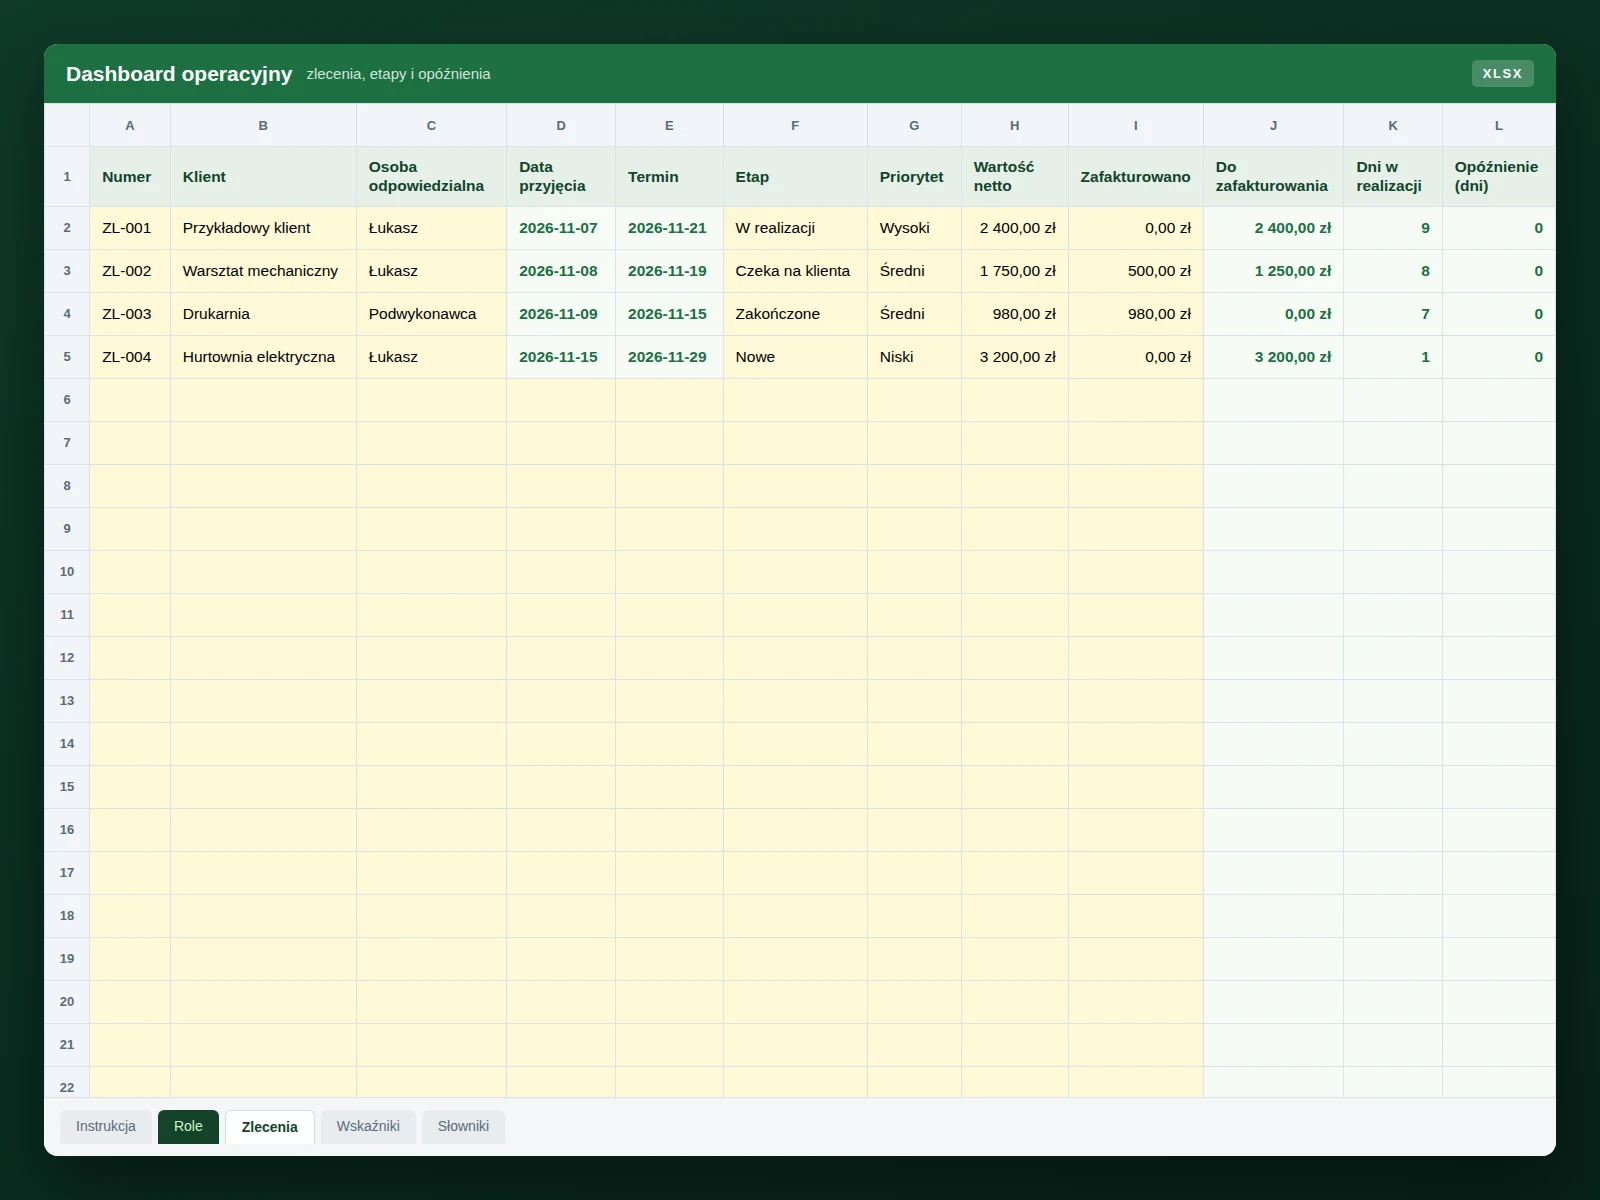 Dashboard operacyjny zlecenia, etapy i opóźnienia XLSX
A B C D E F G H I J K L
1 Numer Klient Osoba odpowiedzialna Data przyjęcia Termin Etap Priorytet Wartość netto Zafakturowano Do zafakturowania Dni w realizacji Opóźnienie (dni)
2 ZL-001 Przykładowy klient Łukasz 2026-11-07 2026-11-21 W realizacji Wysoki 2 400,00 zł 0,00 zł 2 400,00 zł 9 0
3 ZL-002 Warsztat mechaniczny Łukasz 2026-11-08 2026-11-19 Czeka na klienta Średni 1 750,00 zł 500,00 zł 1 250,00 zł 8 0
4 ZL-003 Drukarnia Podwykonawca 2026-11-09 2026-11-15 Zakończone Średni 980,00 zł 980,00 zł 0,00 zł 7 0
5 ZL-004 Hurtownia elektryczna Łukasz 2026-11-15 2026-11-29 Nowe Niski 3 200,00 zł 0,00 zł 3 200,00 zł 1 0
6
7
8
9
10
11
12
13
14
15
16
17
18
19
20
21
22
Instrukcja Role Zlecenia Wskaźniki Słowniki